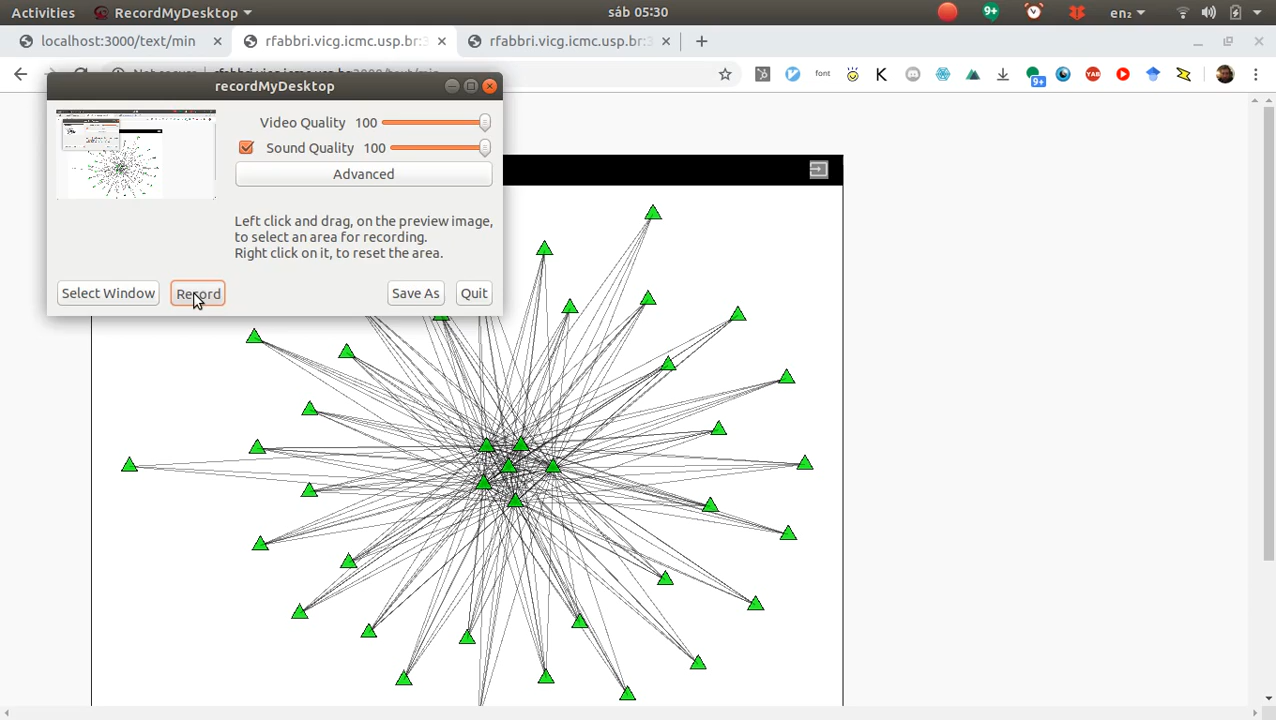 Activities RecordMyDesktop sáb 05:30 9+ en₂
localhost:3000/text/min rfabbri.vicg.icmc.usp.br:3 rfabbri.vicg.icmc.usp.br:3
font K 9+ YAB
recordMyDesktop
Video Quality 100
Sound Quality 100
Advanced
Left click and drag, on the preview image,
to select an area for recording.
Right click on it, to reset the area.
Select Window Record Save As Quit